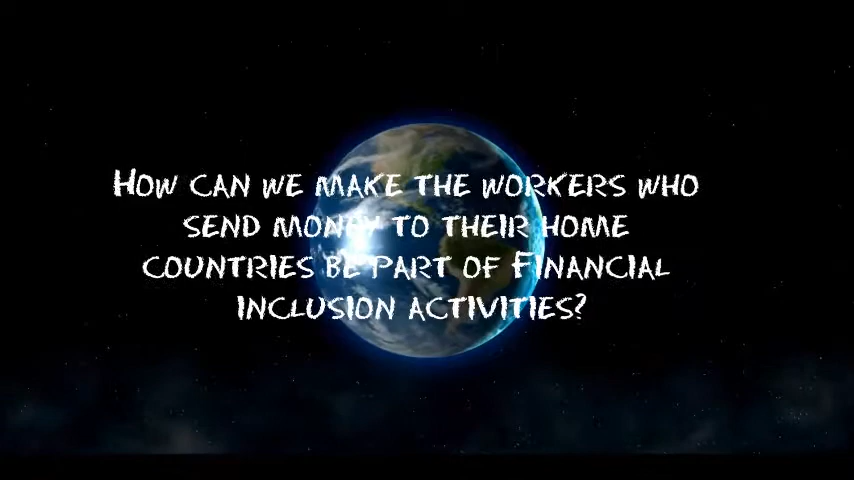 How can we make the workers who
send money to their home
countries be part of Financial
inclusion activities?